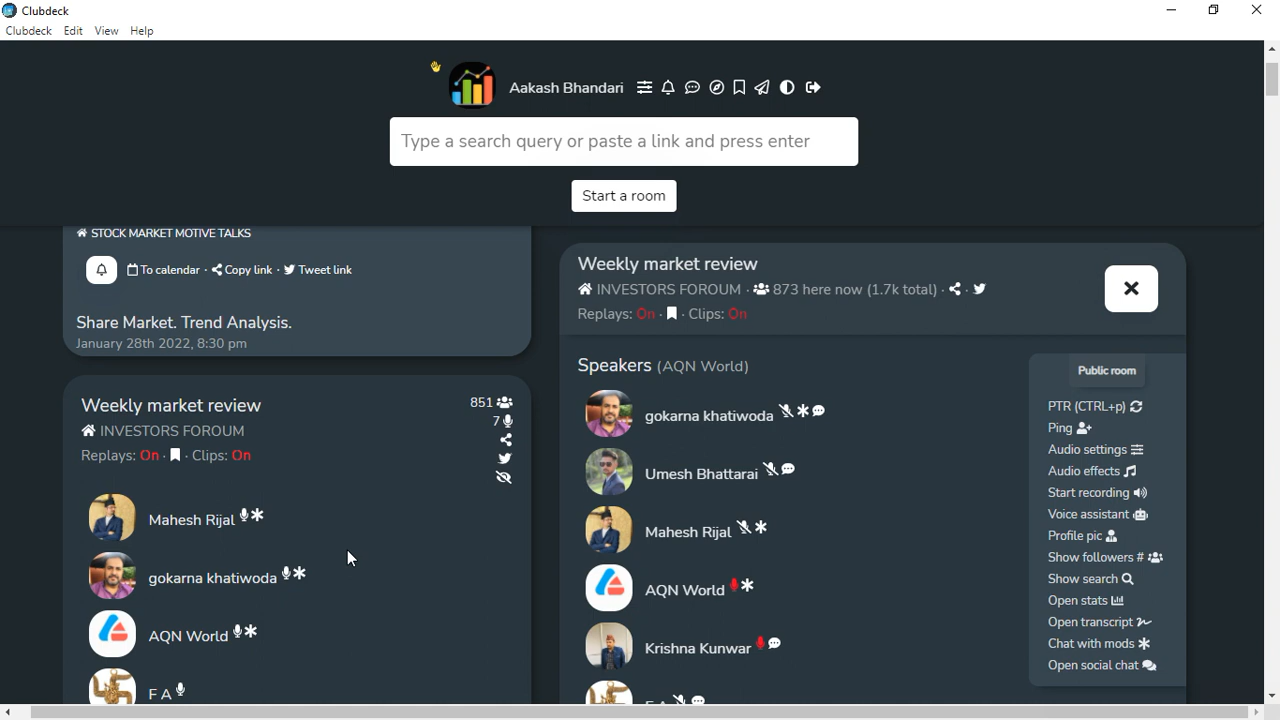 Clubdeck
Clubdeck Edit View Help
Aakash Bhandari
Type a search query or paste a link and press enter
Start a room
STOCK MARKET MOTIVE TALKS
To calendar · Copy link · Tweet link
Share Market. Trend Analysis.
January 28th 2022, 8:30 pm
Weekly market review
851
INVESTORS FOROUM
7
Replays: On · Clips: On
Mahesh Rijal
gokarna khatiwoda
AQN World
F A
Weekly market review
INVESTORS FOROUM · 873 here now (1.7k total) · ·
Replays: On · Clips: On
Speakers (AQN World)
gokarna khatiwoda
Umesh Bhattarai
Mahesh Rijal
AQN World
Krishna Kunwar
F A
Public room
PTR (CTRL+p)
Ping
Audio settings
Audio effects
Start recording
Voice assistant
Profile pic
Show followers #
Show search
Open stats
Open transcript
Chat with mods
Open social chat